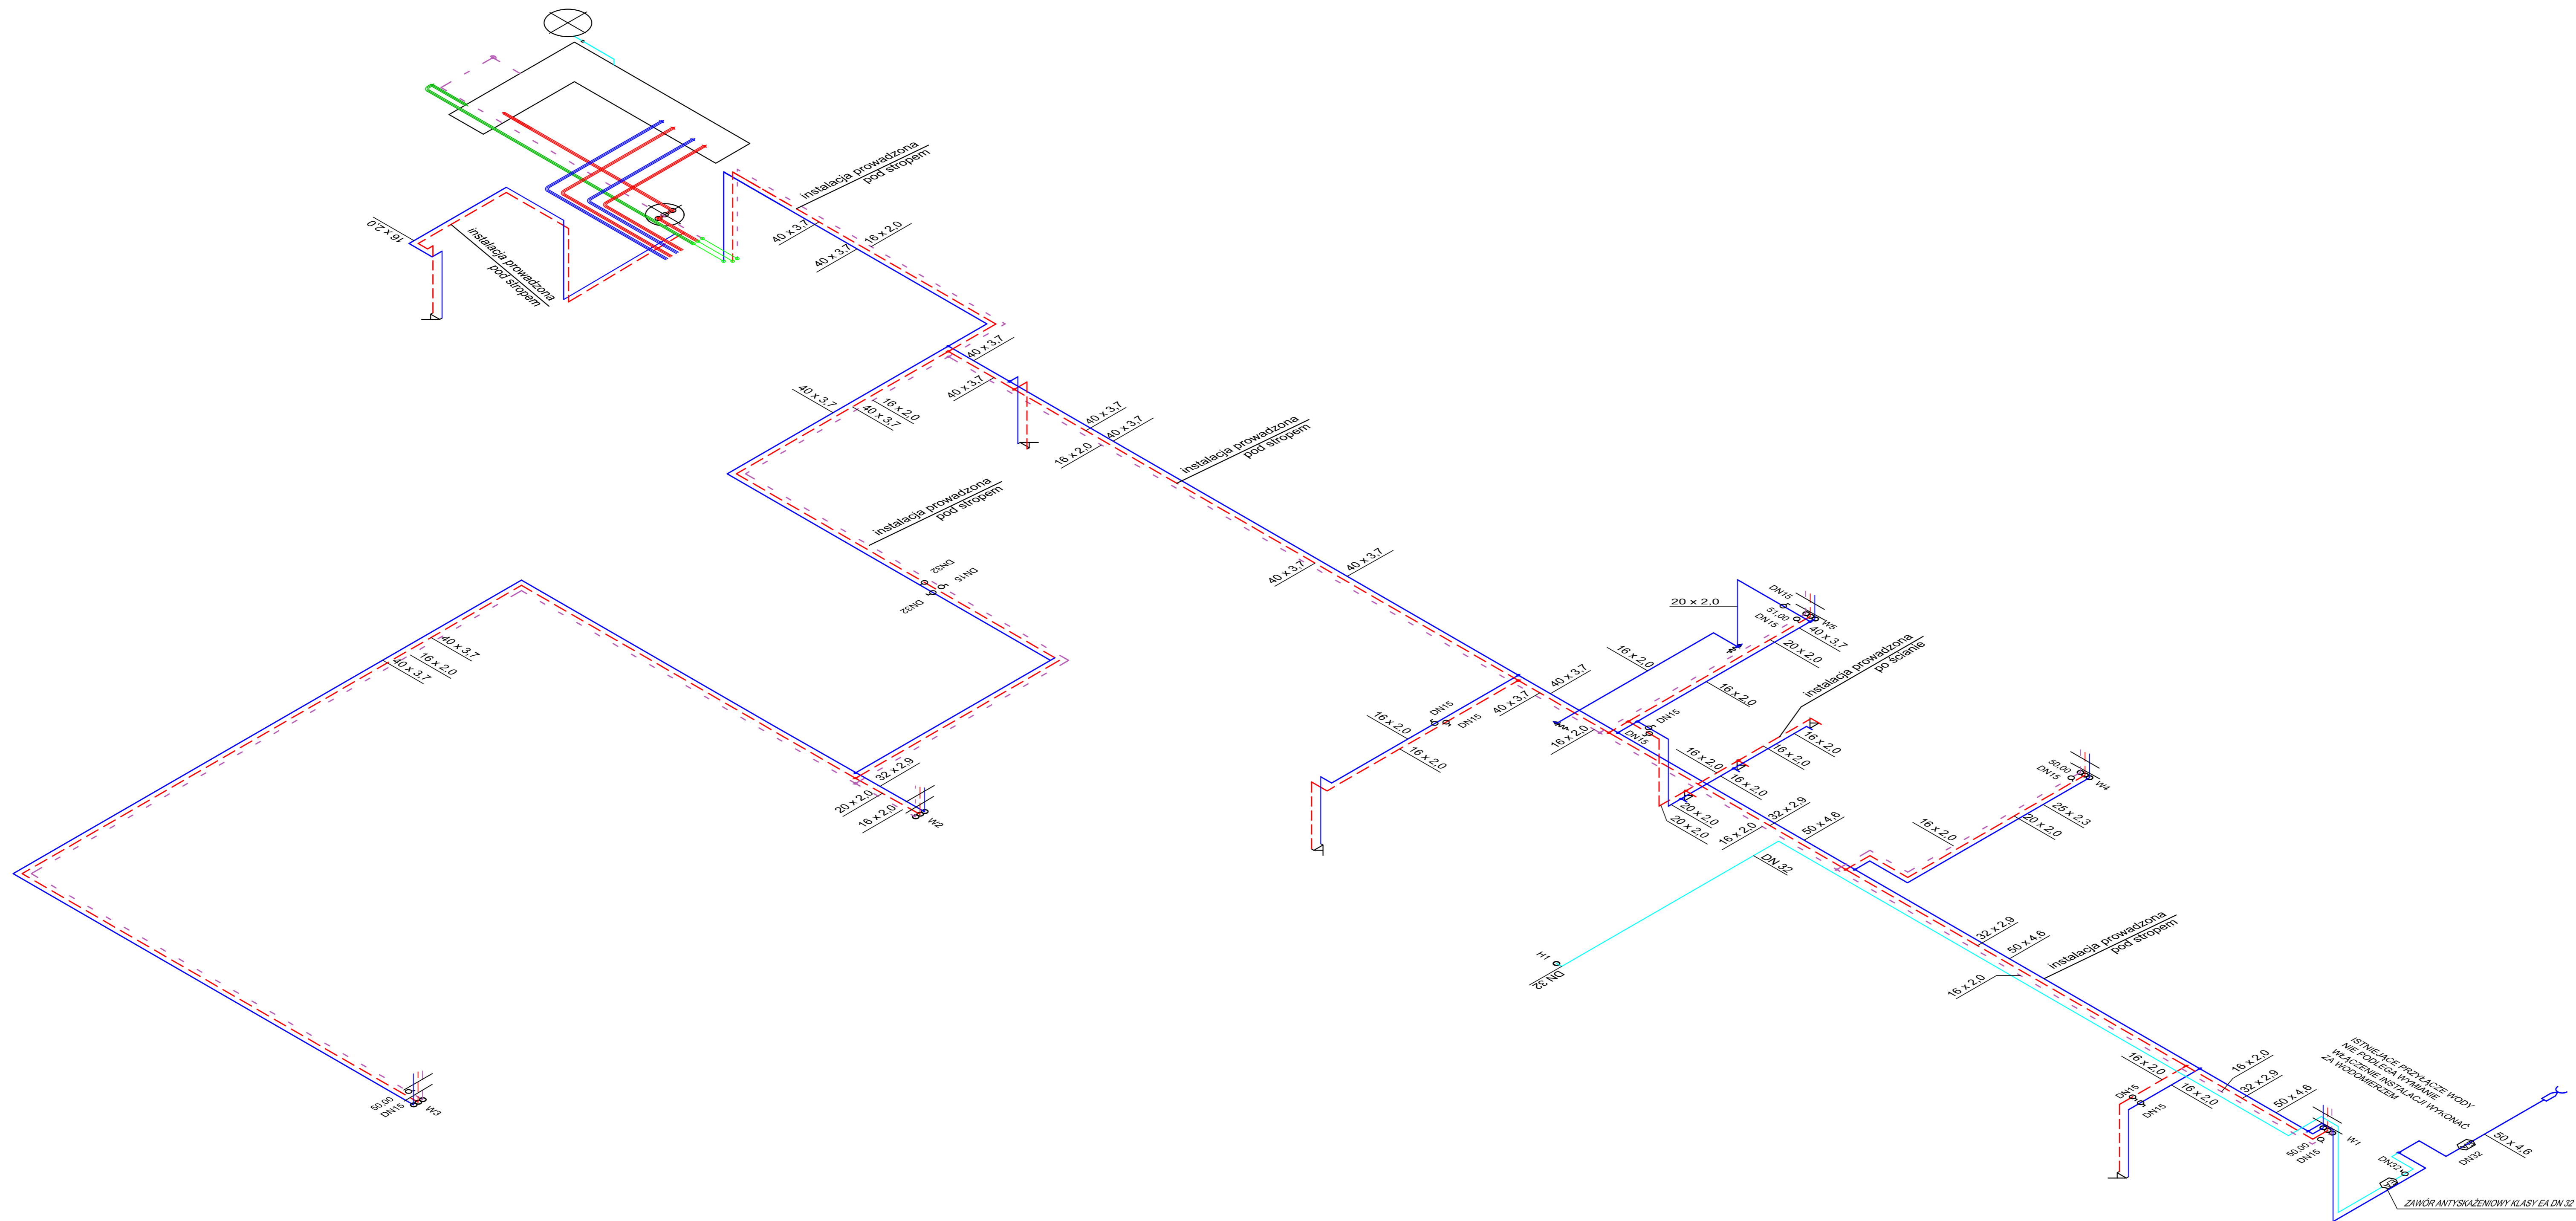 instalacja prowadzona
pod stropem
40 x 3,7
16 x 2,0
40 x 3,7
16 x 2,0
instalacja prowadzona
pod stropem
40 x 3,7
40 x 3,7
40 x 3,7
16 x 2,0
40 x 3,7
40 x 3,7
40 x 3,7
16 x 2,0
instalacja prowadzona
pod stropem
instalacja prowadzona
pod stropem
DN32
DN15
DN32
40 x 3,7
40 x 3,7
40 x 3,7
16 x 2,0
40 x 3,7
32 x 2,9
20 x 2,0
16 x 2,0
W2
50,00
DN15
W3
20 x 2,0
DN15
51,00
DN15
W5
40 x 3,7
20 x 2,0
16 x 2,0
16 x 2,0
instalacja prowadzona
po ścianie
40 x 3,7
40 x 3,7
DN15
DN15
16 x 2,0
16 x 2,0
16 x 2,0
DN15
DN15
16 x 2,0
16 x 2,0
16 x 2,0
16 x 2,0
20 x 2,0
20 x 2,0
32 x 2,9
16 x 2,0
50 x 4,6
DN 32
50,00
DN15
W4
25 x 2,3
20 x 2,0
16 x 2,0
H1
DN 32
32 x 2,9
50 x 4,6
instalacja prowadzona
pod stropem
16 x 2,0
16 x 2,0
16 x 2,0
DN15
DN15
16 x 2,0
32 x 2,9
50 x 4,6
W1
50,00
DN15
ISTNIEJĄCE PRZYŁĄCZE WODY
NIE PODLEGA WYMIANIE
WŁĄCZENIE INSTALACJI WYKONAĆ
ZA WODOMIERZEM
DN32
DN32
50 x 4,6
ZAWÓR ANTYSKAŻENIOWY KLASY EA DN 32